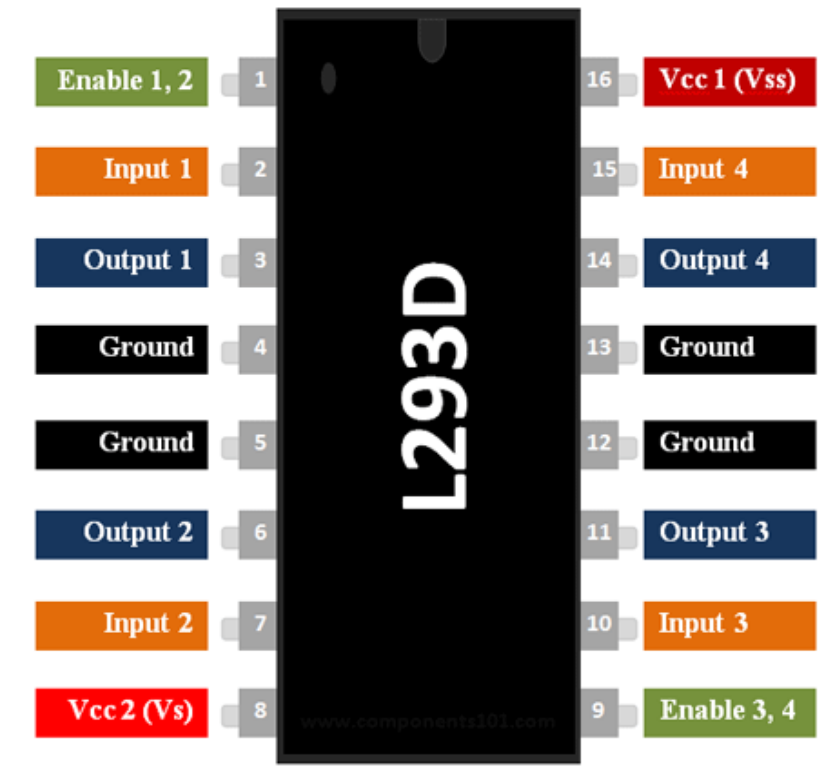 Enable 1, 2 1 16 Vcc 1 (Vss)
Input 1 2 15 Input 4
Output 1 3 14 Output 4
Ground 4 13 Ground
Ground 5 12 Ground
L293D
Output 2 6 11 Output 3
Input 2 7 10 Input 3
Vcc 2 (Vs) 8 9 Enable 3, 4
www.components101.com